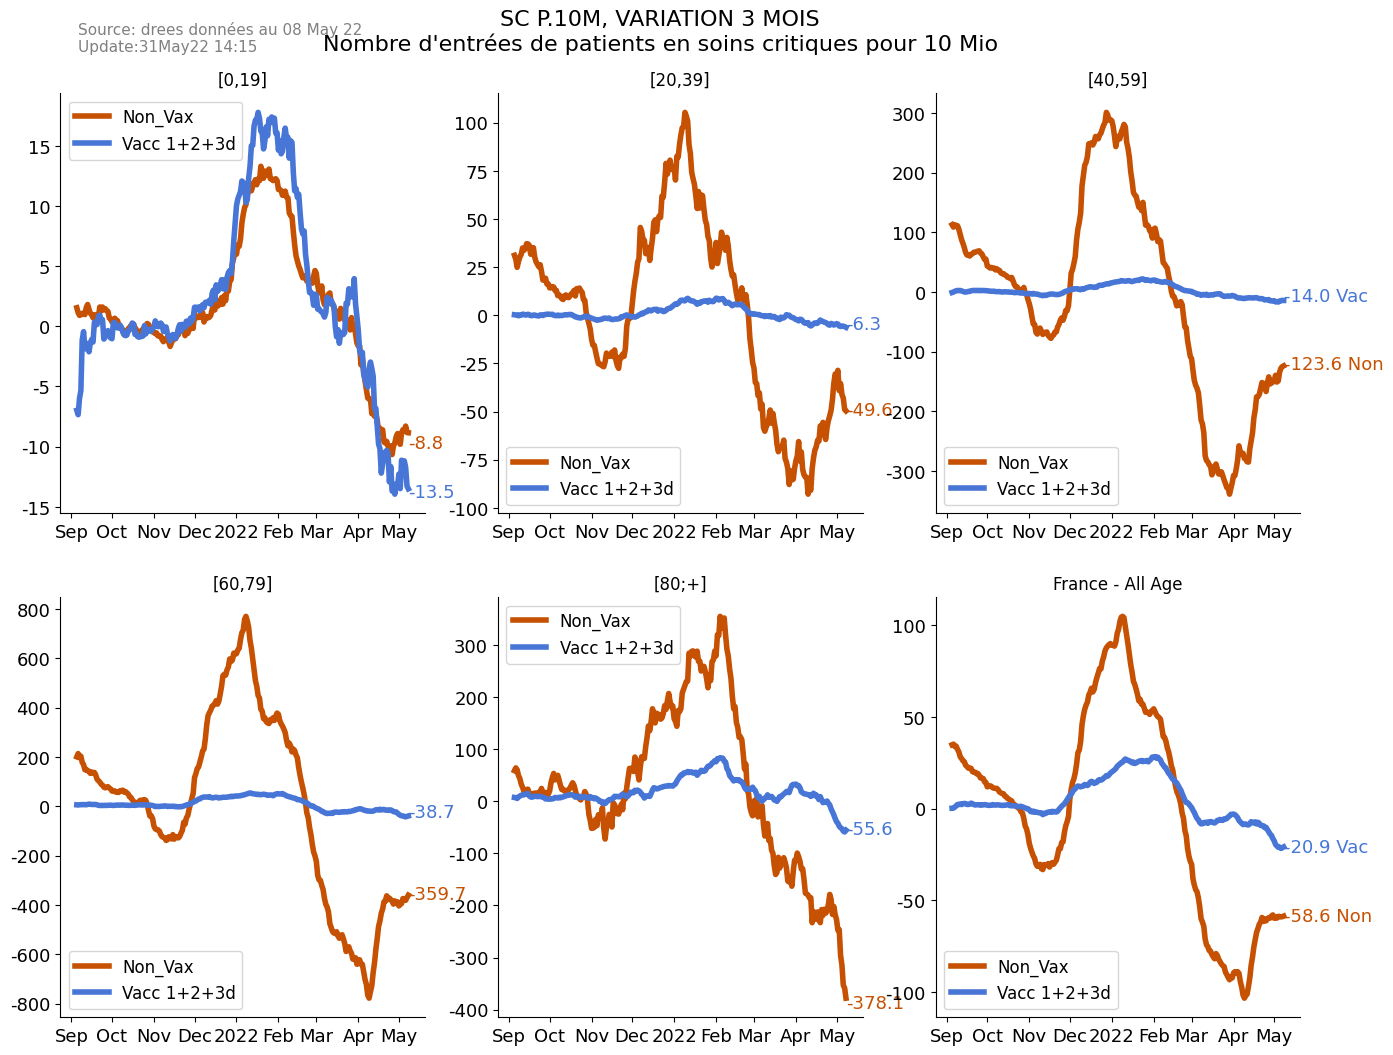 SC P.10M, VARIATION 3 MOIS
Source: drees données au 08 May 22
Nombre d'entrées de patients en soins critiques pour 10 Mio
Update:31May22 14:15
[0,19]
Non_Vax
Vacc 1+2+3d
15
10
5
0
-5
-10
-15
-8.8
-13.5
Sep Oct Nov Dec 2022 Feb Mar Apr May
[20,39]
100
75
50
25
0
-25
-50
-75
-100
-6.3
-49.6
Non_Vax
Vacc 1+2+3d
Sep Oct Nov Dec 2022 Feb Mar Apr May
[40,59]
300
200
100
0
-100
-200
-300
-14.0 Vac
-123.6 Non
Non_Vax
Vacc 1+2+3d
Sep Oct Nov Dec 2022 Feb Mar Apr May
[60,79]
800
600
400
200
0
-200
-400
-600
-800
-38.7
-359.7
Non_Vax
Vacc 1+2+3d
Sep Oct Nov Dec 2022 Feb Mar Apr May
[80;+]
Non_Vax
Vacc 1+2+3d
300
200
100
0
-100
-200
-300
-400
-55.6
-378.1
Sep Oct Nov Dec 2022 Feb Mar Apr May
France - All Age
100
50
0
-50
-100
-20.9 Vac
-58.6 Non
Non_Vax
Vacc 1+2+3d
Sep Oct Nov Dec 2022 Feb Mar Apr May